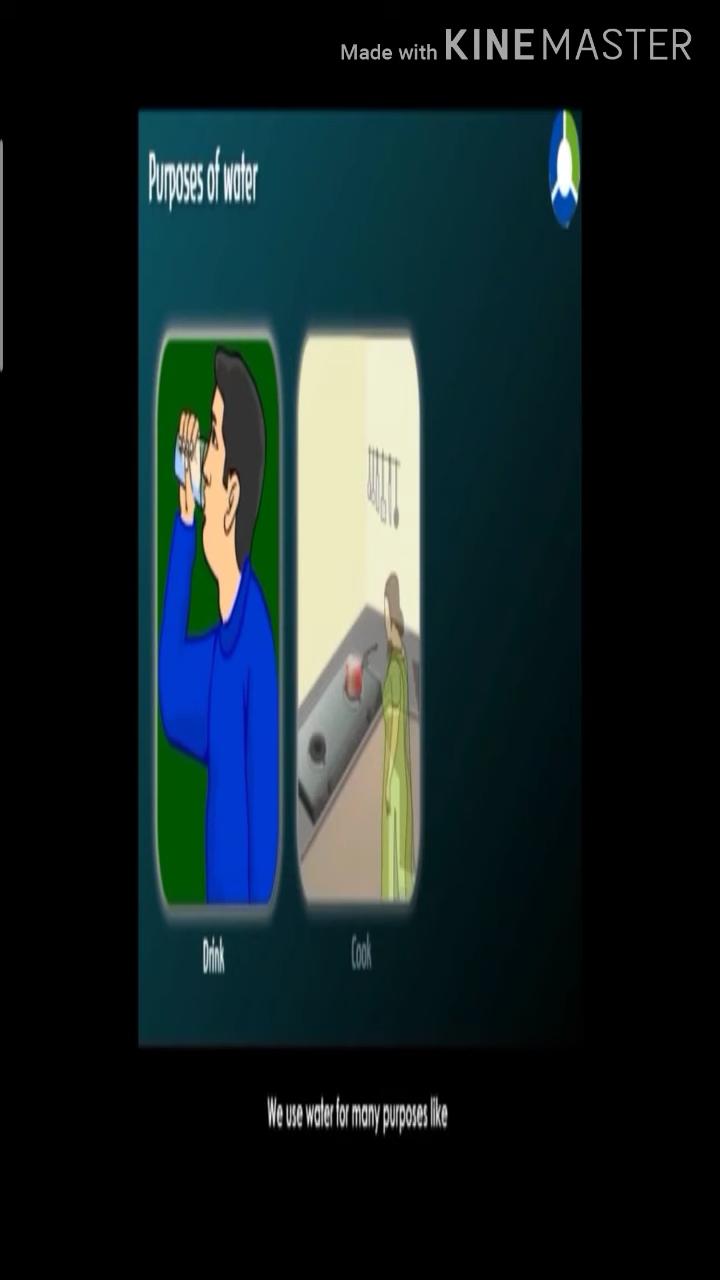 Made with KINEMASTER
Purposes of water
Drink
Cook
We use water for many purposes like